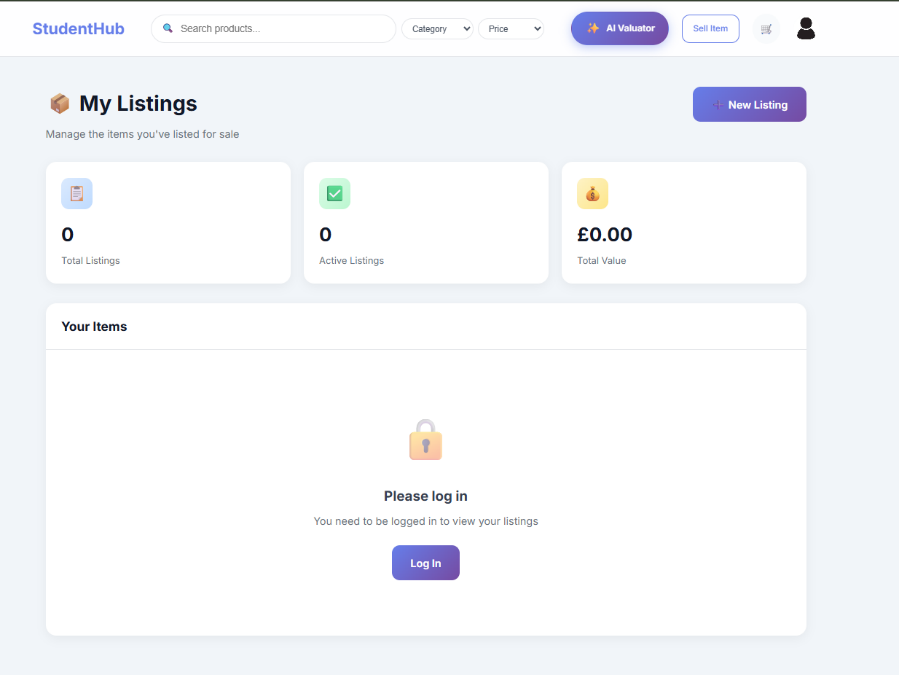 StudentHub
Search products...
Category
Price
AI Valuator
Sell Item
My Listings
New Listing
Manage the items you've listed for sale
0
Total Listings
0
Active Listings
£0.00
Total Value
Your Items
Please log in
You need to be logged in to view your listings
Log In